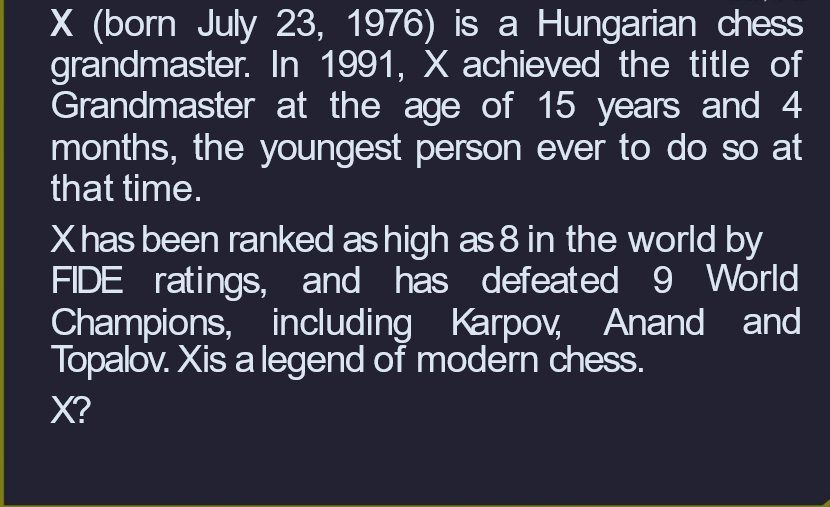 X (born July 23, 1976) is a Hungarian chess
grandmaster. In 1991, X achieved the title of
Grandmaster at the age of 15 years and 4
months, the youngest person ever to do so at
that time.
X has been ranked as high as 8 in the world by
FIDE ratings, and has defeated 9 World
Champions, including Karpov, Anand and
Topalov. X is a legend of modern chess.
X?